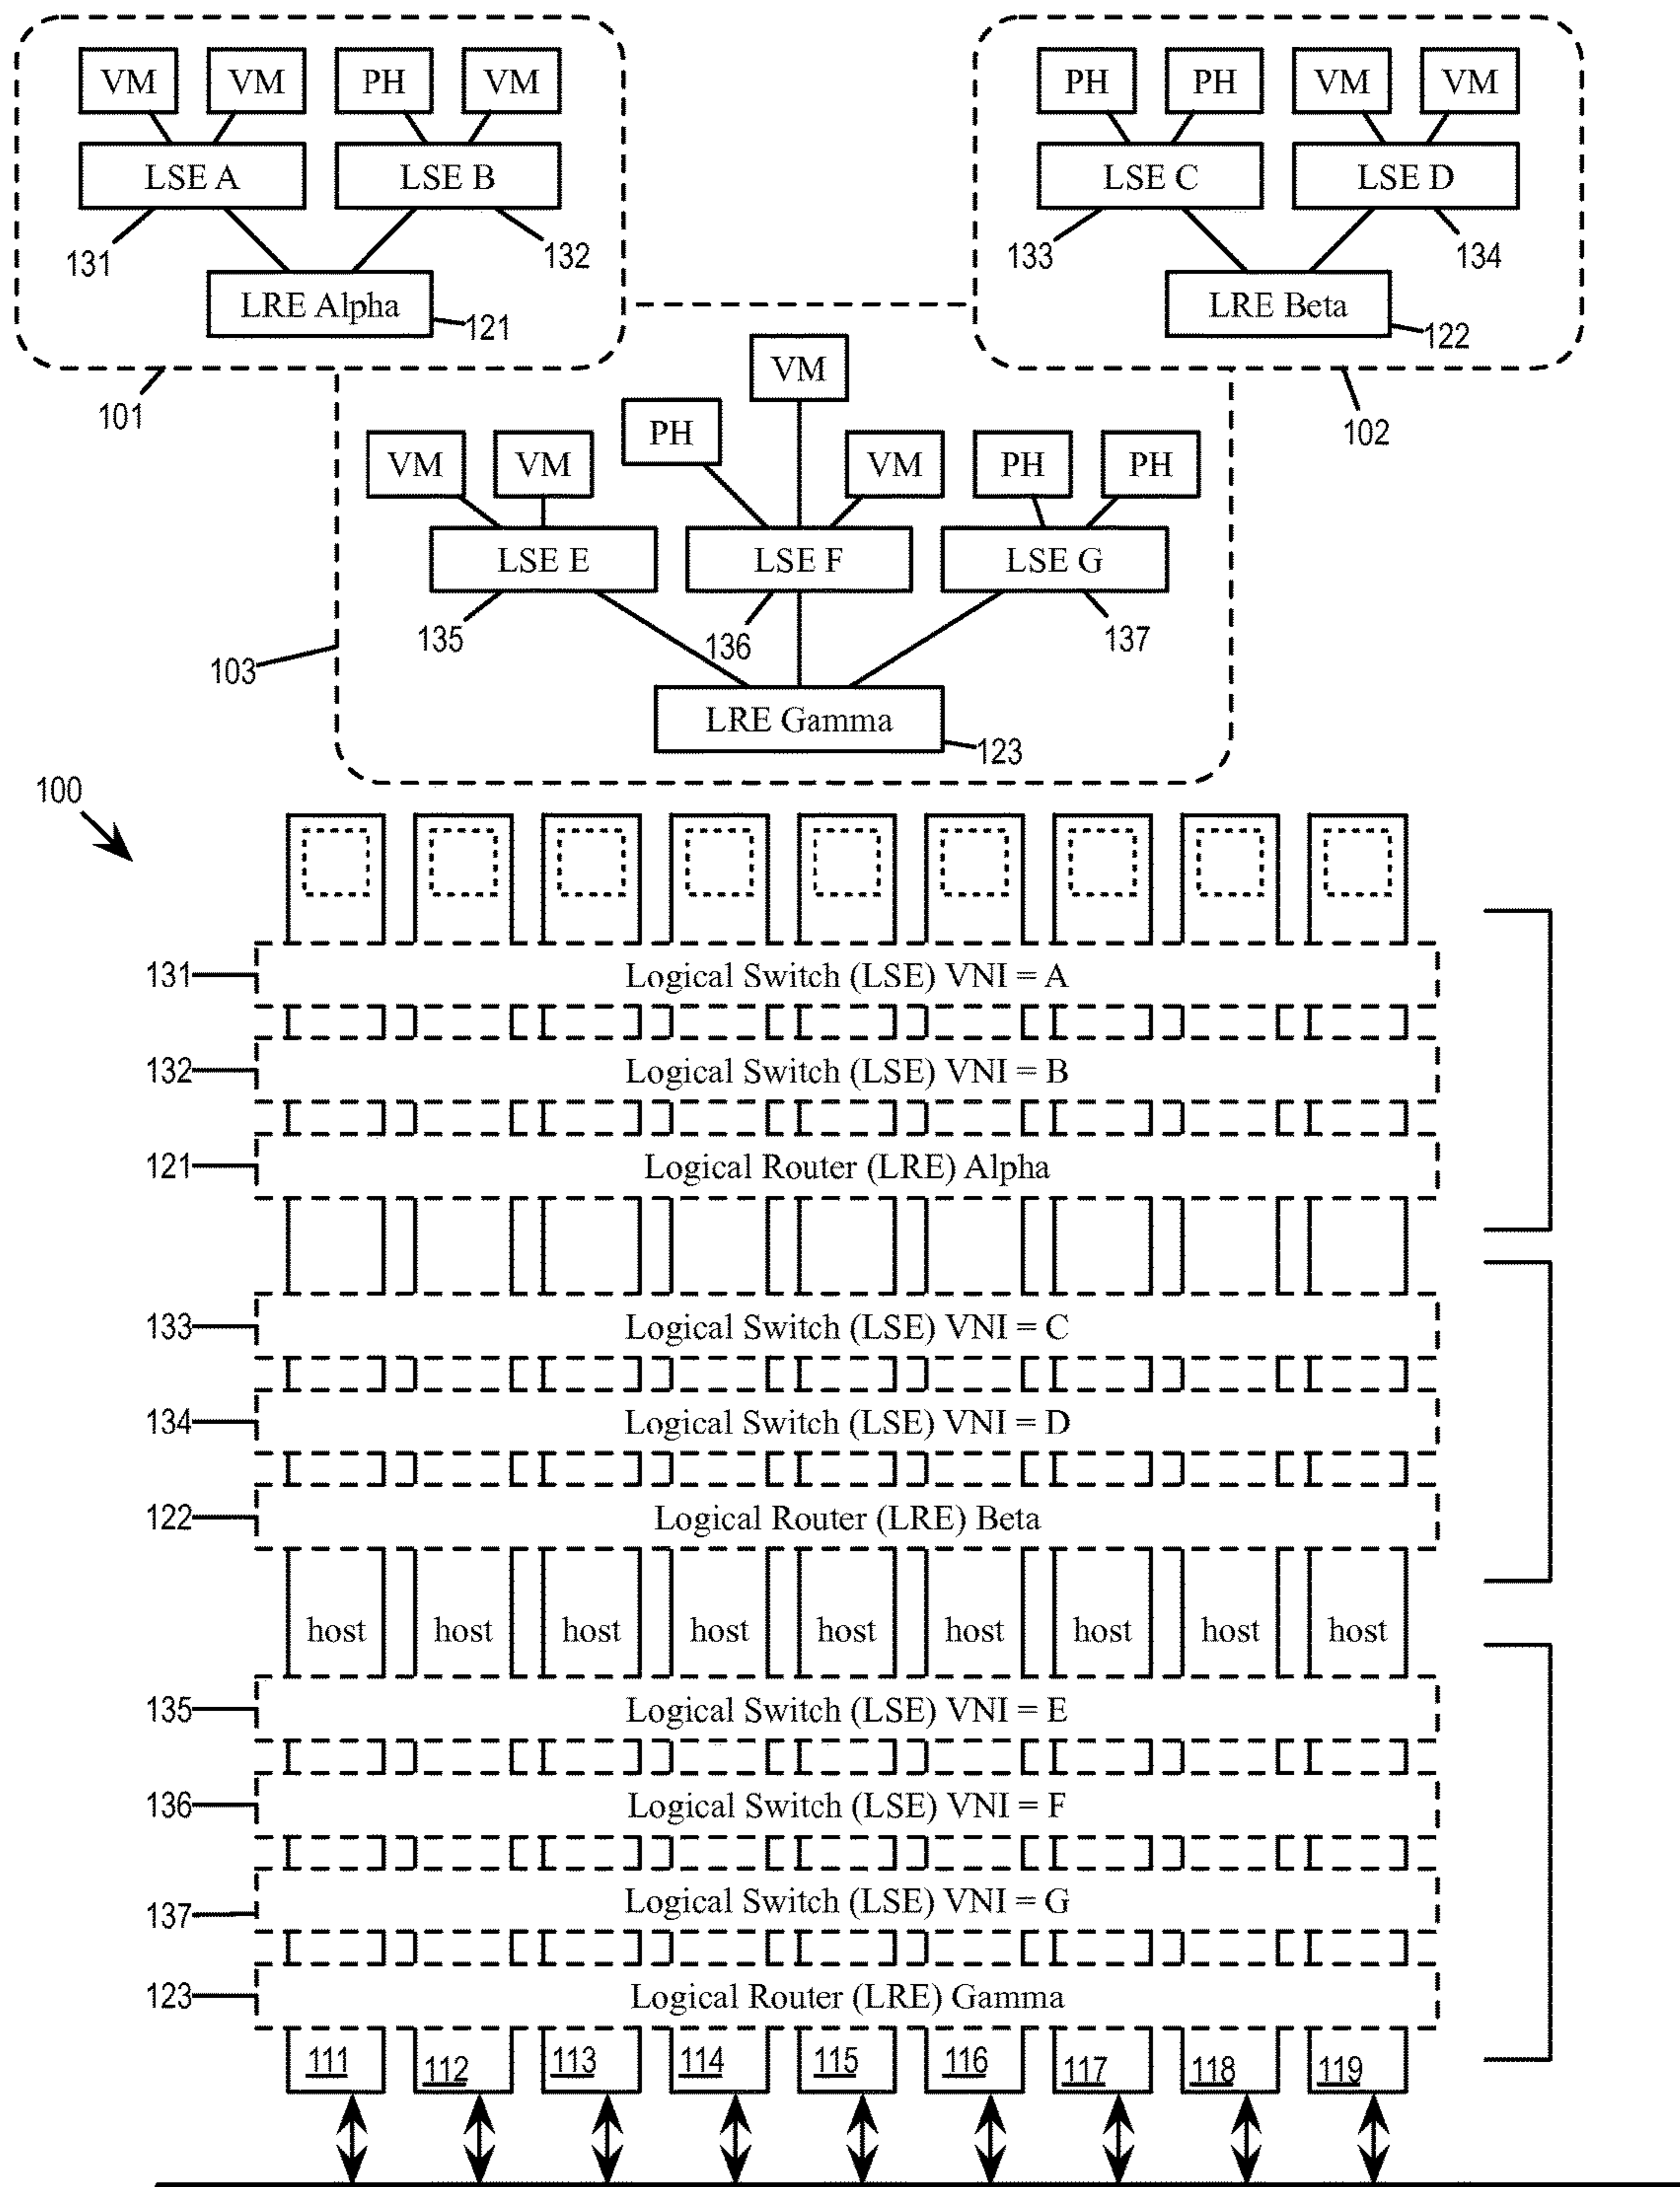 VM VM PH VM
PH PH VM VM
LSE A LSE B
LSE C LSE D
131 132
133 134
LRE Alpha 121
LRE Beta 122
101
102
VM
PH
VM VM VM PH PH
LSE E LSE F LSE G
135 136 137
103
LRE Gamma
123
100
131 Logical Switch (LSE) VNI = A
132 Logical Switch (LSE) VNI = B
121 Logical Router (LRE) Alpha
133 Logical Switch (LSE) VNI = C
134 Logical Switch (LSE) VNI = D
122 Logical Router (LRE) Beta
host host host host host host host host host
135 Logical Switch (LSE) VNI = E
136 Logical Switch (LSE) VNI = F
137 Logical Switch (LSE) VNI = G
123 Logical Router (LRE) Gamma
111 112 113 114 115 116 117 118 119